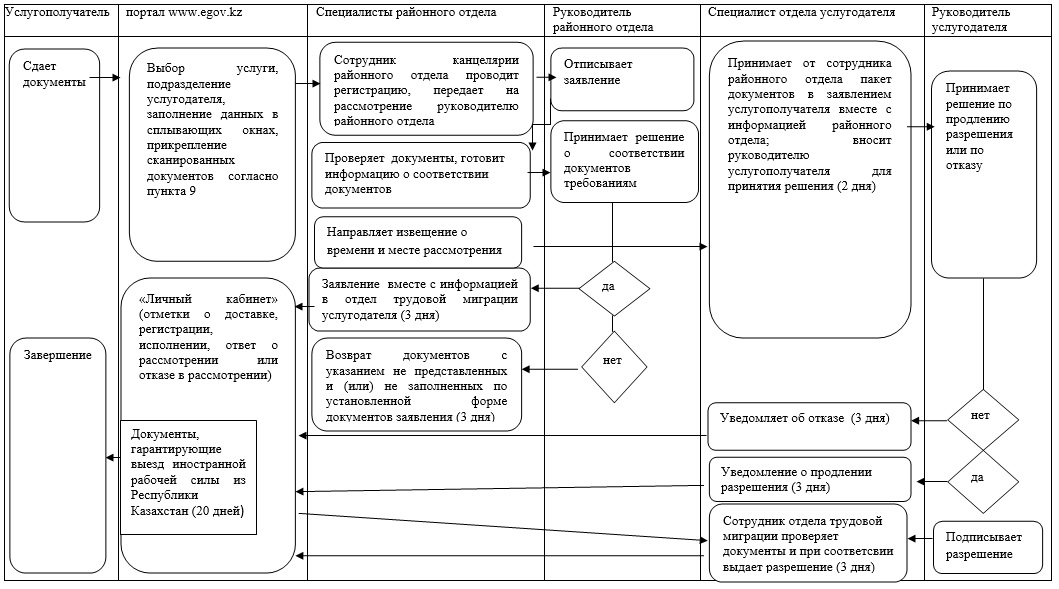 Услугополучатель
портал www.egov.kz
Специалисты районного отдела
Руководитель
районного отдела
Специалист отдела услугодателя
Руководитель
услугодателя
Сдает
документы
Выбор услуги,
подразделение
услугодателя,
заполнение данных в
сплывающих окнах,
прикрепление
сканированных
документов согласно
пункта 9
Сотрудник канцелярии
районного отдела проводит
регистрацию, передает на
рассмотрение руководителю
районного отдела
Отписывает
заявление
Принимает от сотрудника
районного отдела пакет
документов в заявлением
услугополучателя вместе с
информацией районного
отдела; вносит
руководителю
услугополучателя для
принятия решения (2 дня)
Принимает
решение по
продлению
разрешения
или по
отказу
Проверяет документы, готовит
информацию о соответствии
документов
Принимает решение
о соответствии
документов
требованиям
Направляет извещение о
времени и месте рассмотрения
Заявление вместе с информацией
в отдел трудовой миграции
услугодателя (3 дня)
да
«Личный кабинет»
(отметки о доставке,
регистрации,
исполнении, ответ о
рассмотрении или
отказе в рассмотрении)
Завершение
Возврат документов с
указанием не представленных
и (или) не заполненных по
установленной форме
документов заявления (3 дня)
нет
Уведомляет об отказе (3 дня)
нет
Документы,
гарантирующие
выезд иностранной
рабочей силы из
Республики
Казахстан (20 дней)
Уведомление о продлении
разрешения (3 дня)
да
Сотрудник отдела трудовой
миграции проверяет
документы и при соответсвии
выдает разрешение (3 дня)
Подписывает
разрешение